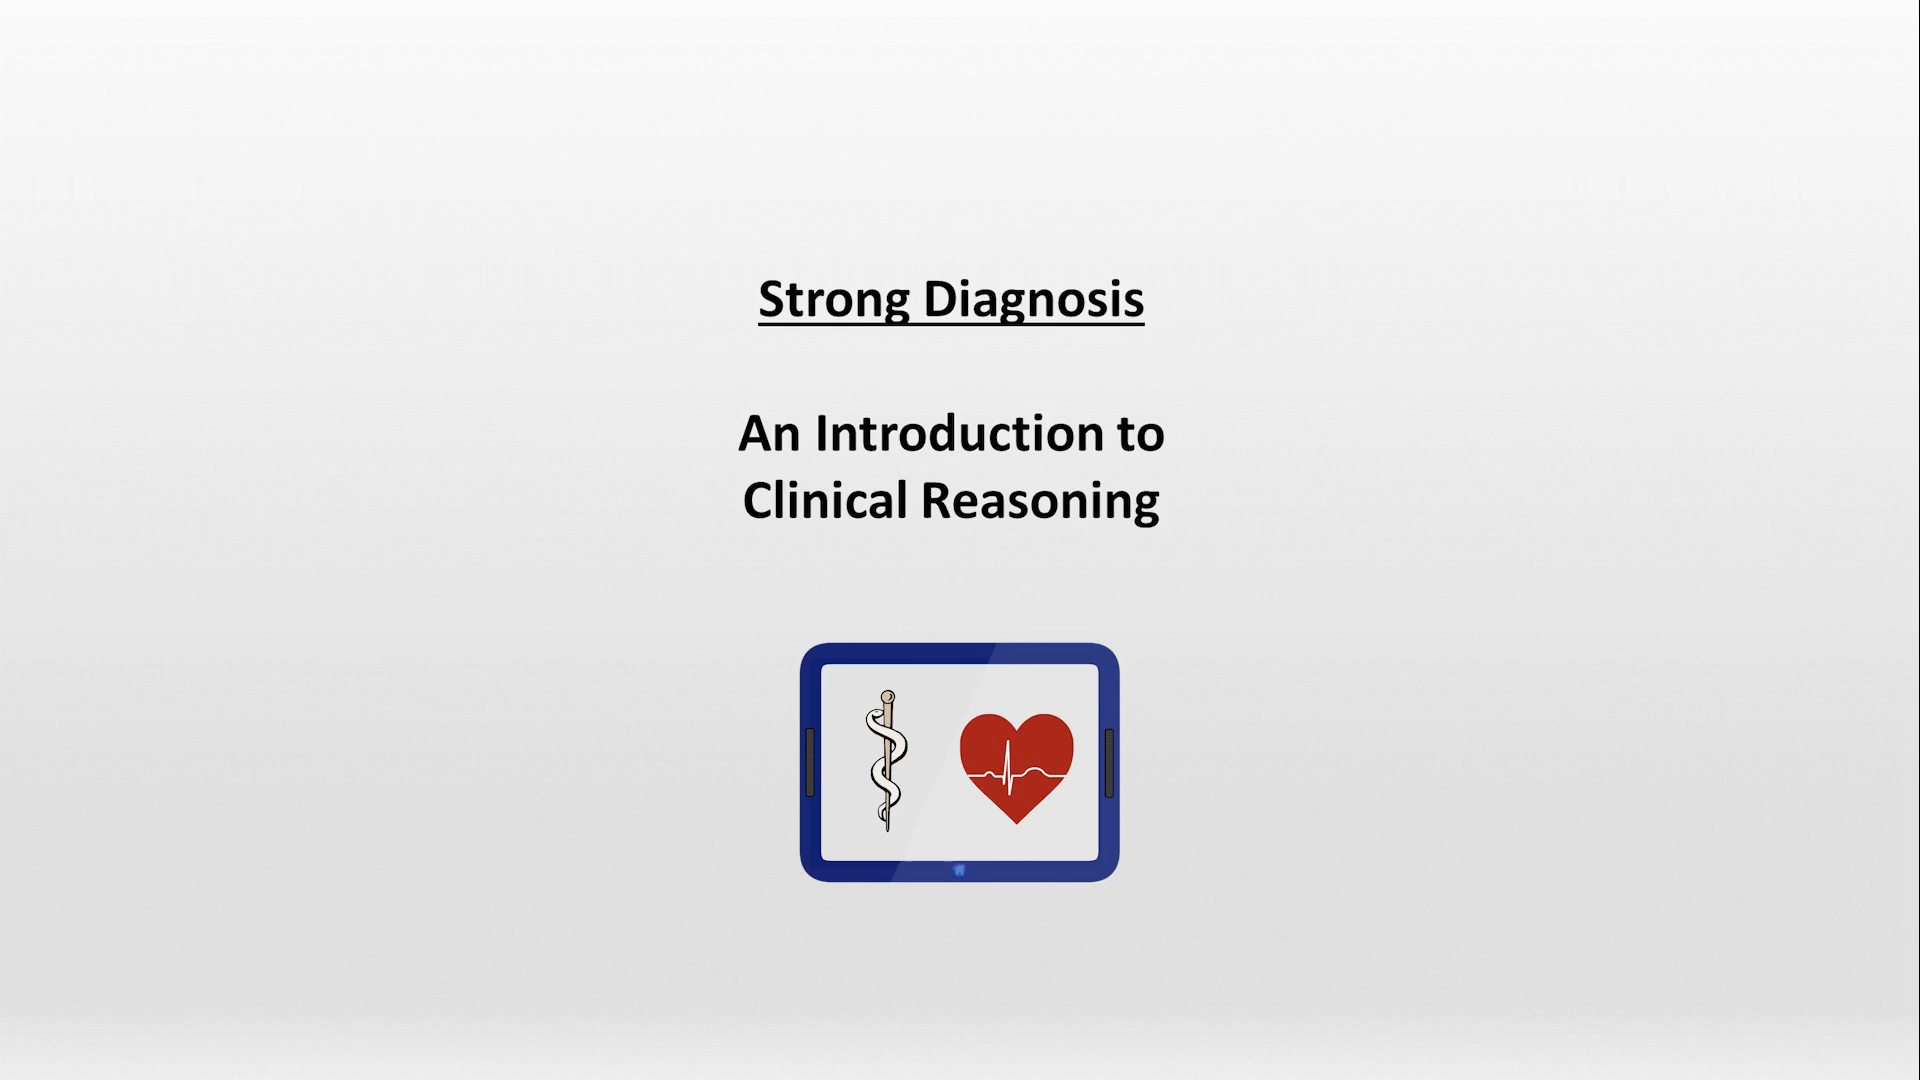 Strong Diagnosis
An Introduction to
Clinical Reasoning